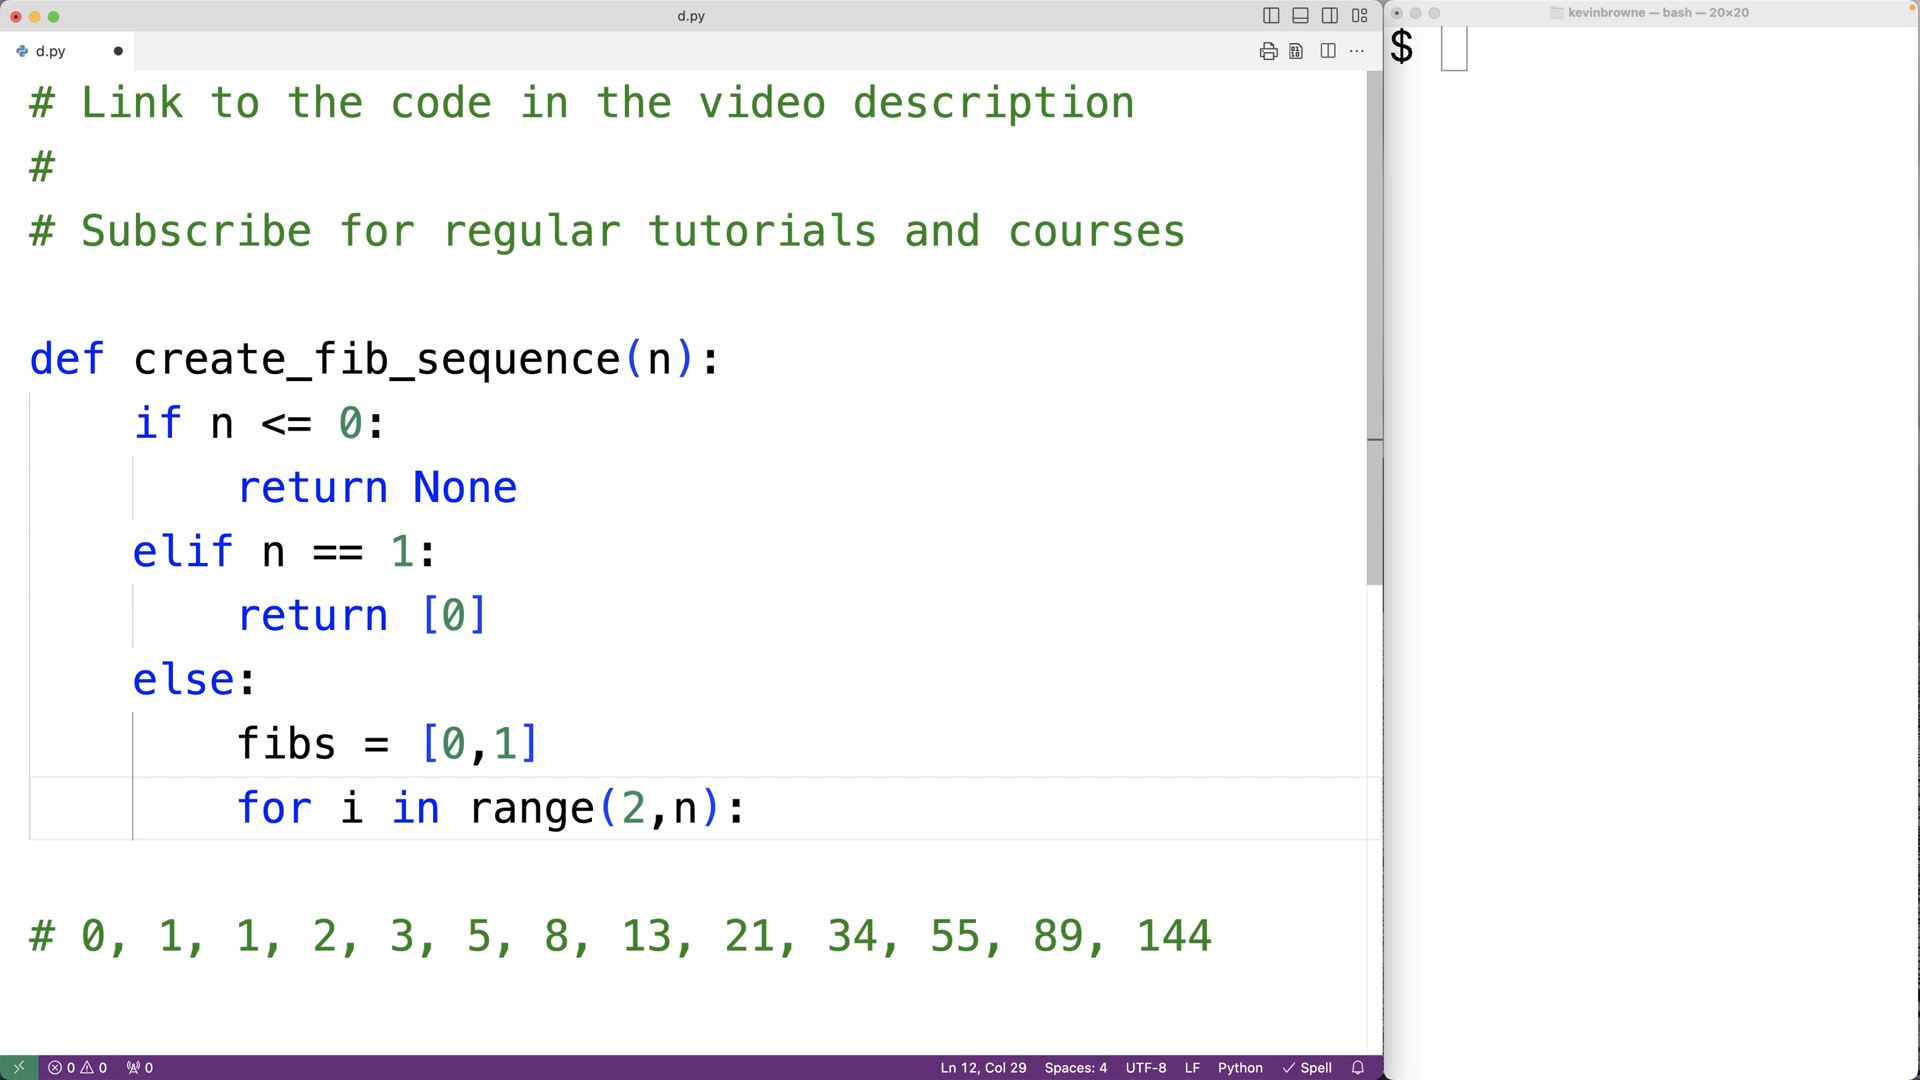 d.py
d.py
# Link to the code in the video description
#
# Subscribe for regular tutorials and courses
def create_fib_sequence(n):
if n <= 0:
return None
elif n == 1:
return [0]
else:
fibs = [0,1]
for i in range(2,n):
# 0, 1, 1, 2, 3, 5, 8, 13, 21, 34, 55, 89, 144
0 0 0 Ln 12, Col 29 Spaces: 4 UTF-8 LF Python Spell
kevinbrowne — bash — 20×20
$